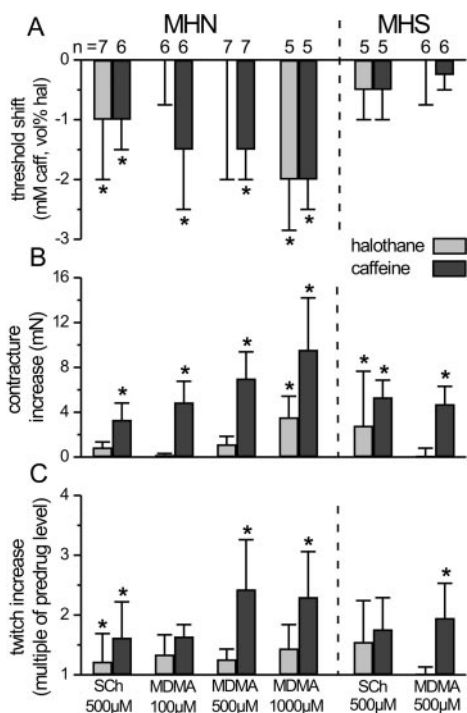 A MHN MHS
n = 7 6 6 6 7 7 5 5 5 5 6 6
threshold shift
(mM caff, vol% hal)
0
-1
-2
-3
* * * * * *
halothane
caffeine
B
contracture
increase (mN)
16
12
8
4
0
* * * * * * * *
C
twitch increase
(multiple of predrug level)
4
3
2
1
* * * * *
SCh MDMA MDMA MDMA SCh MDMA
500µM 100µM 500µM 1000µM 500µM 500µM